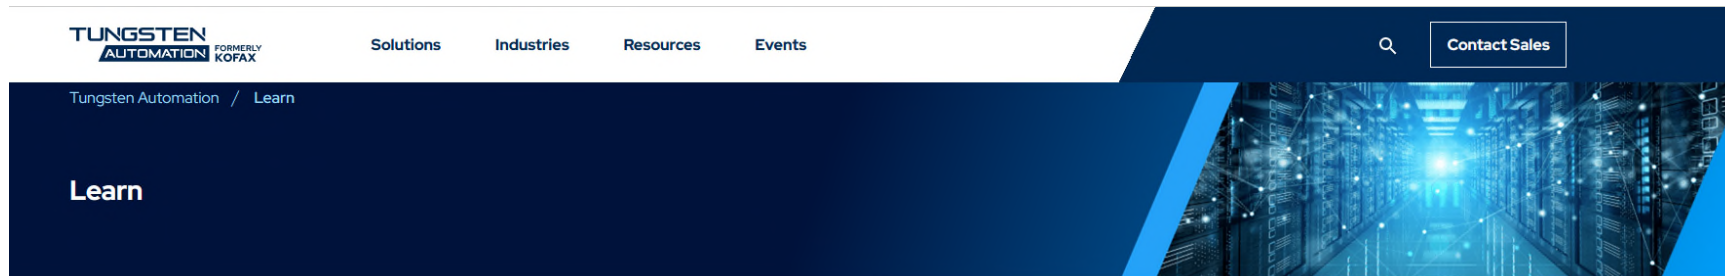 TUNGSTEN
AUTOMATION FORMERLY KOFAX
Solutions Industries Resources Events Contact Sales
Tungsten Automation / Learn
Learn